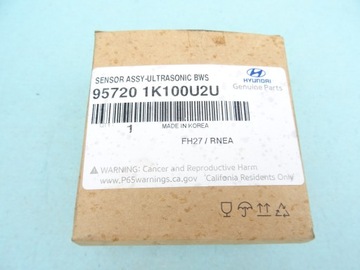 SENSOR ASSY-ULTRASONIC BWS
95720 1K100U2U
HYUNDAI
Genuine Parts
1
MADE IN KOREA
FH27 / RNEA
⚠ WARNING: Cancer and Reproductive Harm
www.P65warnings.ca.gov California Residents Only